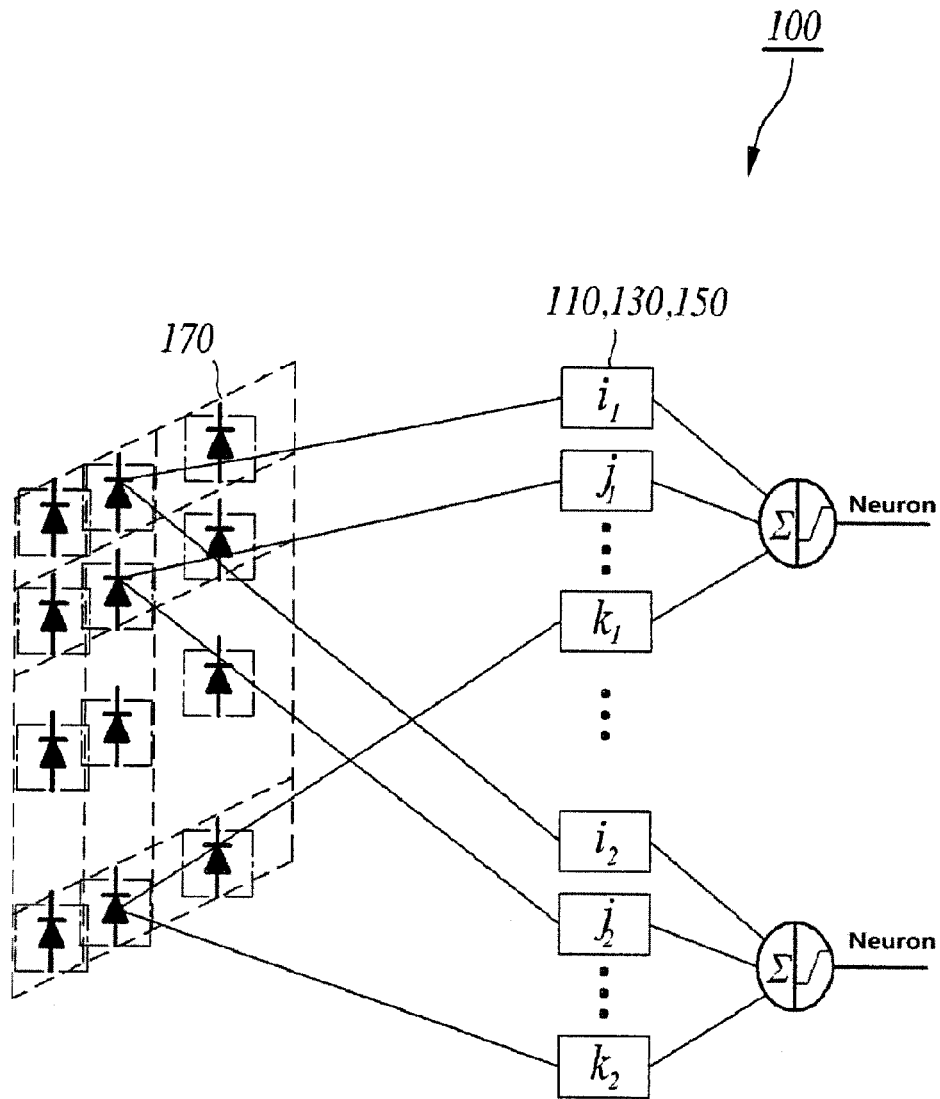 100
110,130,150
170
i₁
j₁
k₁
Σ Neuron
i₂
j₂
k₂
Σ Neuron